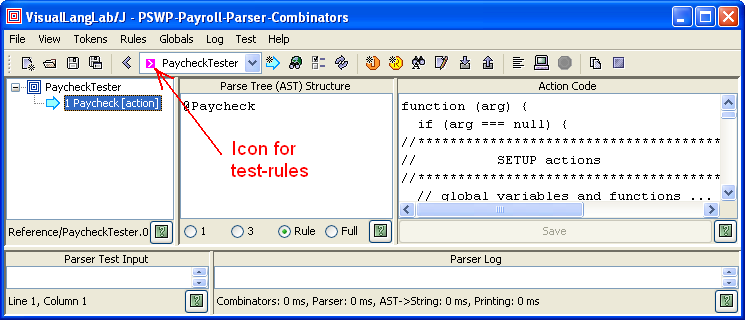 VisualLangLab/J - PSWP-Payroll-Parser-Combinators
File Tokens Rules Globals Log Test Help
PaycheckTester
PaycheckTester
1 Paycheck [action]
Reference/PaycheckTester.0
Parse Tree (AST) Structure
@Paycheck
Icon for
test-rules
1 3 Rule Full
Action Code
function (arg) {
if (arg === null) {
//**************************************
// SETUP actions
//**************************************
// global variables and functions ...
Save
Parser Test Input
Line 1, Column 1
Parser Log
Combinators: 0 ms, Parser: 0 ms, AST->String: 0 ms, Printing: 0 ms